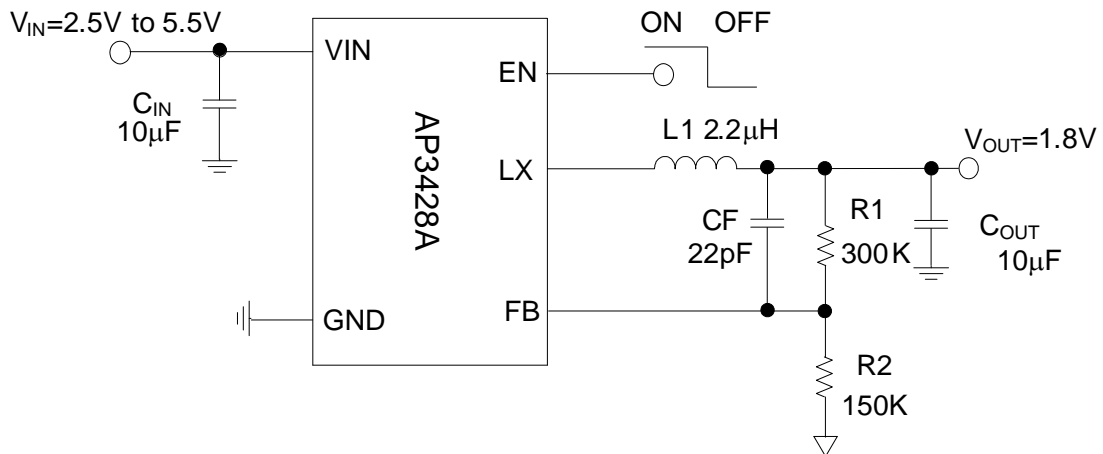 VIN=2.5V to 5.5V
ON OFF
VIN
EN
CIN
10μF
AP3428A
L1 2.2μH
VOUT=1.8V
LX
CF
22pF
R1
300K
COUT
10μF
GND
FB
R2
150K